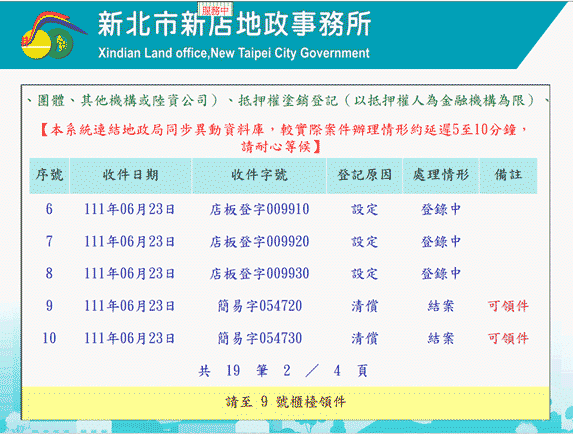 新北市新店地政事務所
服務中
Xindian Land office,New Taipei City Government
、團體、其他機構或陸資公司）、抵押權塗銷登記（以抵押權人為金融機構為限）、
【本系統連結地政局同步異動資料庫，較實際案件辦理情形約延遲5至10分鐘，
請耐心等候】
序號 收件日期 收件字號 登記原因 處理情形 備註
6 111年06月23日 店板登字009910 設定 登錄中
7 111年06月23日 店板登字009920 設定 登錄中
8 111年06月23日 店板登字009930 設定 登錄中
9 111年06月23日 簡易字054720 清償 結案 可領件
10 111年06月23日 簡易字054730 清償 結案 可領件
共 19 筆 2 ／ 4 頁
請至 9 號櫃檯領件